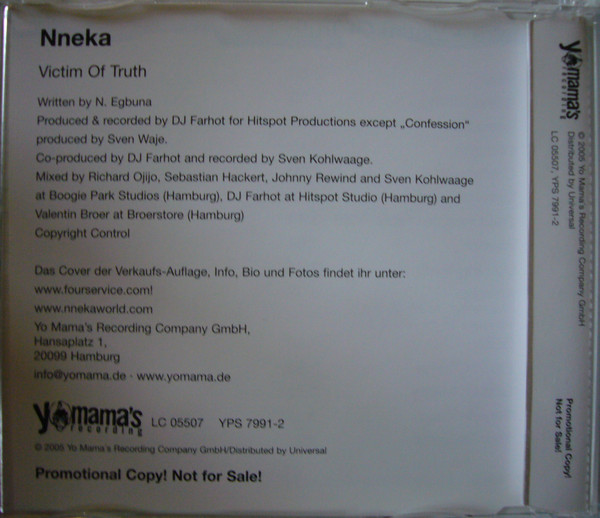 Nneka
Victim Of Truth
Written by N. Egbuna
Produced & recorded by DJ Farhot for Hitspot Productions except „Confession“
produced by Sven Waje.
Co-produced by DJ Farhot and recorded by Sven Kohlwaage.
Mixed by Richard Ojijo, Sebastian Hackert, Johnny Rewind and Sven Kohlwaage
at Boogie Park Studios (Hamburg), DJ Farhot at Hitspot Studio (Hamburg) and
Valentin Broer at Broerstore (Hamburg)
Copyright Control
Das Cover der Verkaufs-Auflage, Info, Bio und Fotos findet ihr unter:
www.fourservice.com!
www.nnekaworld.com
Yo Mama's Recording Company GmbH,
Hansaplatz 1,
20099 Hamburg
info@yomama.de · www.yomama.de
yo mama's
recording
LC 05507 YPS 7991-2
© 2005 Yo Mama's Recording Company GmbH/Distributed by Universal
Promotional Copy! Not for Sale!
yo mama's
recording
© 2005 Yo Mama's Recording Company GmbH
Distributed by Universal
LC 05507, YPS 7991-2
Promotional Copy!
Not for Sale!